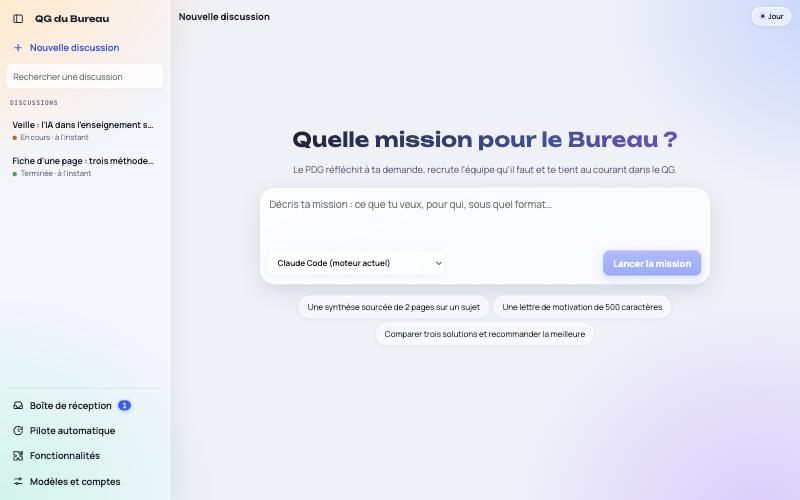 QG du Bureau
Nouvelle discussion
Rechercher une discussion
DISCUSSIONS
Veille : l'IA dans l'enseignement s…
En cours · à l'instant
Fiche d'une page : trois méthode…
Terminée · à l'instant
Boîte de réception 1
Pilote automatique
Fonctionnalités
Modèles et comptes
Nouvelle discussion
Jour
Quelle mission pour le Bureau ?
Le PDG réfléchit à ta demande, recrute l'équipe qu'il faut et te tient au courant dans le QG.
Décris ta mission : ce que tu veux, pour qui, sous quel format…
Claude Code (moteur actuel)
Lancer la mission
Une synthèse sourcée de 2 pages sur un sujet
Une lettre de motivation de 500 caractères
Comparer trois solutions et recommander la meilleure